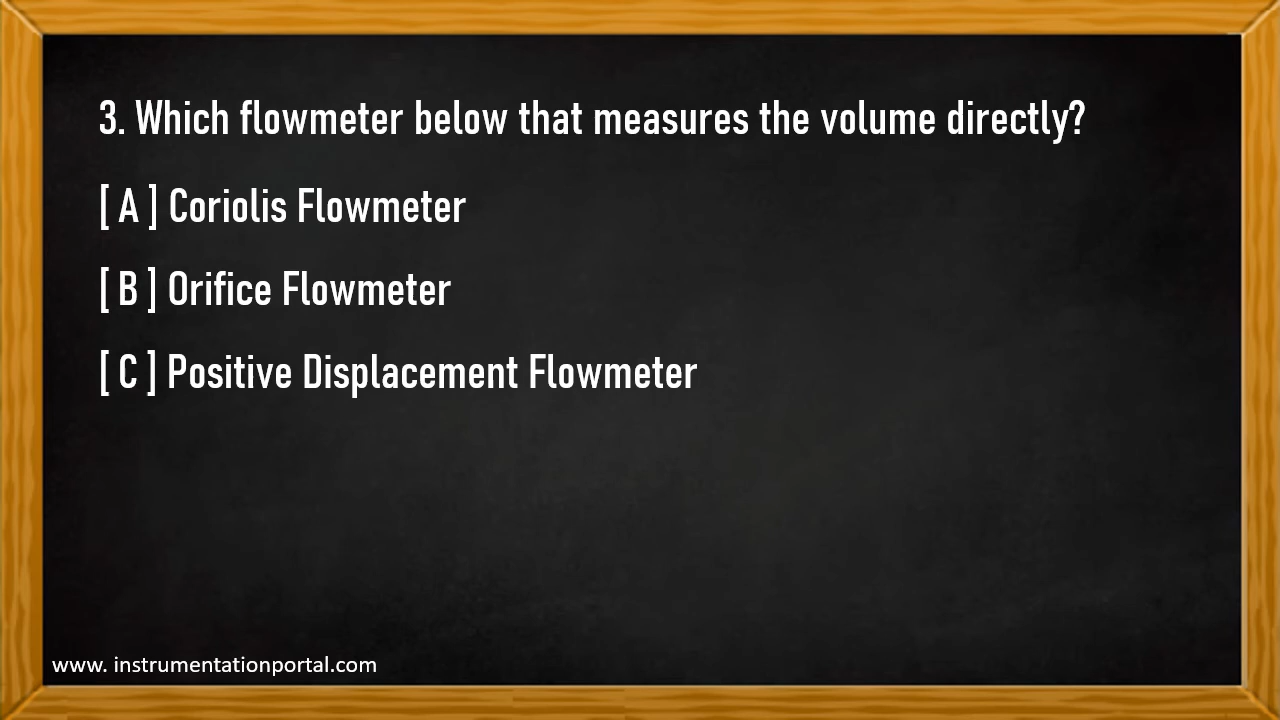 3. Which flowmeter below that measures the volume directly?
[ A ] Coriolis Flowmeter
[ B ] Orifice Flowmeter
[ C ] Positive Displacement Flowmeter
www. instrumentationportal.com